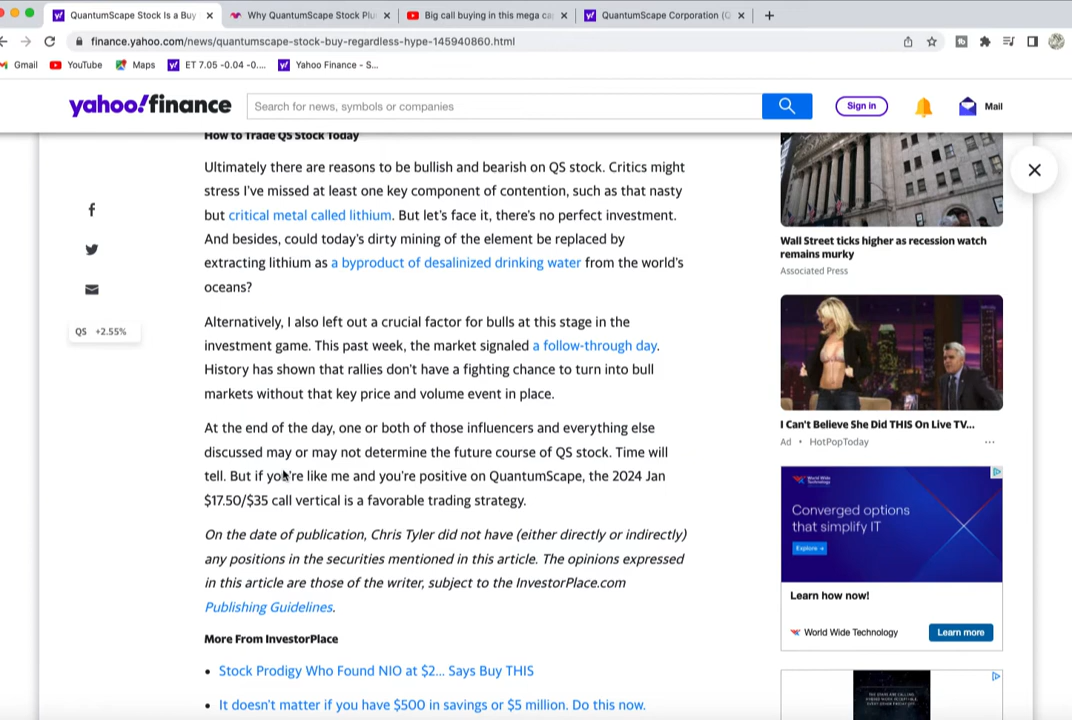 QuantumScape Stock Is a Buy
Why QuantumScape Stock Plu
Big call buying in this mega ca
QuantumScape Corporation (Q
finance.yahoo.com/news/quantumscape-stock-buy-regardless-hype-145940860.html
Gmail
YouTube
Maps
ET 7.05 -0.04 -0....
Yahoo Finance - S...
yahoo!finance
Search for news, symbols or companies
Sign in
Mail
How to Trade QS Stock Today
Ultimately there are reasons to be bullish and bearish on QS stock. Critics might
stress I've missed at least one key component of contention, such as that nasty
but critical metal called lithium. But let's face it, there's no perfect investment.
And besides, could today's dirty mining of the element be replaced by
extracting lithium as a byproduct of desalinized drinking water from the world's
oceans?
QS +2.55%
Alternatively, I also left out a crucial factor for bulls at this stage in the
investment game. This past week, the market signaled a follow-through day.
History has shown that rallies don't have a fighting chance to turn into bull
markets without that key price and volume event in place.
At the end of the day, one or both of those influencers and everything else
discussed may or may not determine the future course of QS stock. Time will
tell. But if you're like me and you're positive on QuantumScape, the 2024 Jan
$17.50/$35 call vertical is a favorable trading strategy.
On the date of publication, Chris Tyler did not have (either directly or indirectly)
any positions in the securities mentioned in this article. The opinions expressed
in this article are those of the writer, subject to the InvestorPlace.com
Publishing Guidelines.
More From InvestorPlace
• Stock Prodigy Who Found NIO at $2... Says Buy THIS
• It doesn't matter if you have $500 in savings or $5 million. Do this now.
Wall Street ticks higher as recession watch
remains murky
Associated Press
I Can't Believe She Did THIS On Live TV...
Ad • HotPopToday
World Wide
Technology
Converged options
that simplify IT
Explore
Learn how now!
World Wide Technology
Learn more